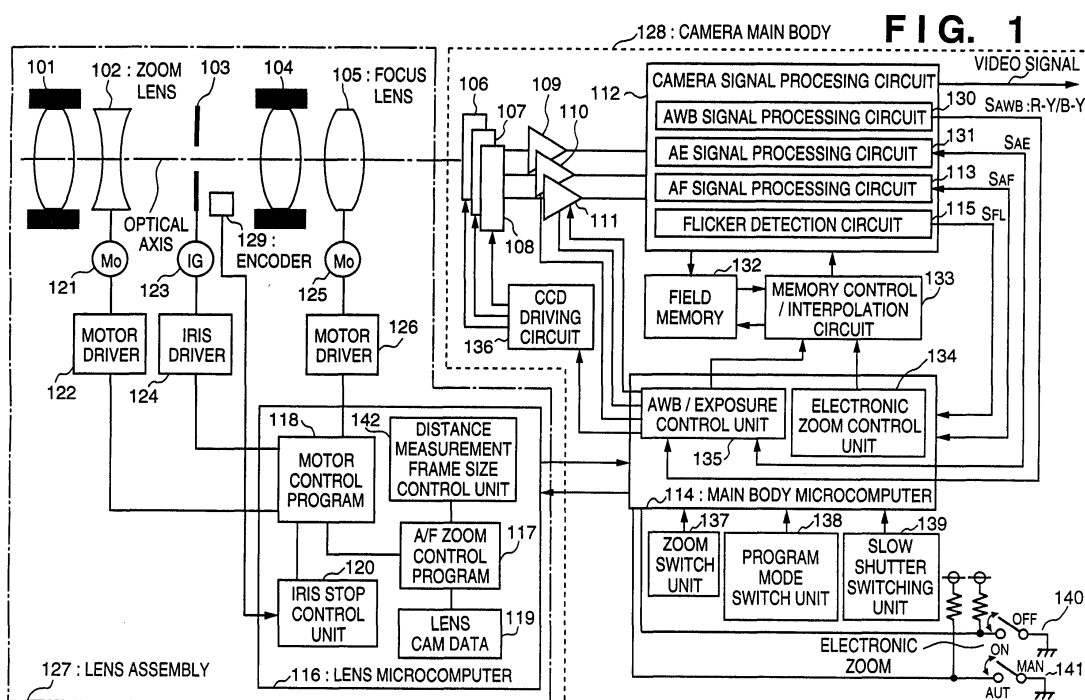 FIG. 1
128 : CAMERA MAIN BODY
VIDEO SIGNAL
101
102 : ZOOM
LENS
103
104
105 : FOCUS
LENS
106
107
109
110
111
108
112
CAMERA SIGNAL PROCESING CIRCUIT
SAWB : R-Y/B-Y
AWB SIGNAL PROCESSING CIRCUIT
130
AE SIGNAL PROCESSING CIRCUIT
131
SAE
AF SIGNAL PROCESSING CIRCUIT
113
SAF
FLICKER DETECTION CIRCUIT
115
SFL
OPTICAL
AXIS
129 :
ENCODER
Mo
121
IG
123
Mo
125
MOTOR
DRIVER
122
IRIS
DRIVER
124
MOTOR
DRIVER
126
CCD
DRIVING
CIRCUIT
136
132
FIELD
MEMORY
MEMORY CONTROL
/ INTERPOLATION
CIRCUIT
133
134
AWB / EXPOSURE
CONTROL UNIT
135
ELECTRONIC
ZOOM CONTROL
UNIT
114 : MAIN BODY MICROCOMPUTER
118
MOTOR
CONTROL
PROGRAM
142
DISTANCE
MEASUREMENT
FRAME SIZE
CONTROL UNIT
A/F ZOOM
CONTROL
PROGRAM
117
120
IRIS STOP
CONTROL
UNIT
LENS
CAM DATA
119
116 : LENS MICROCOMPUTER
127 : LENS ASSEMBLY
137
ZOOM
SWITCH
UNIT
138
PROGRAM
MODE
SWITCH UNIT
139
SLOW
SHUTTER
SWITCHING
UNIT
OFF
140
ON
ELECTRONIC
ZOOM
MAN
141
AUT